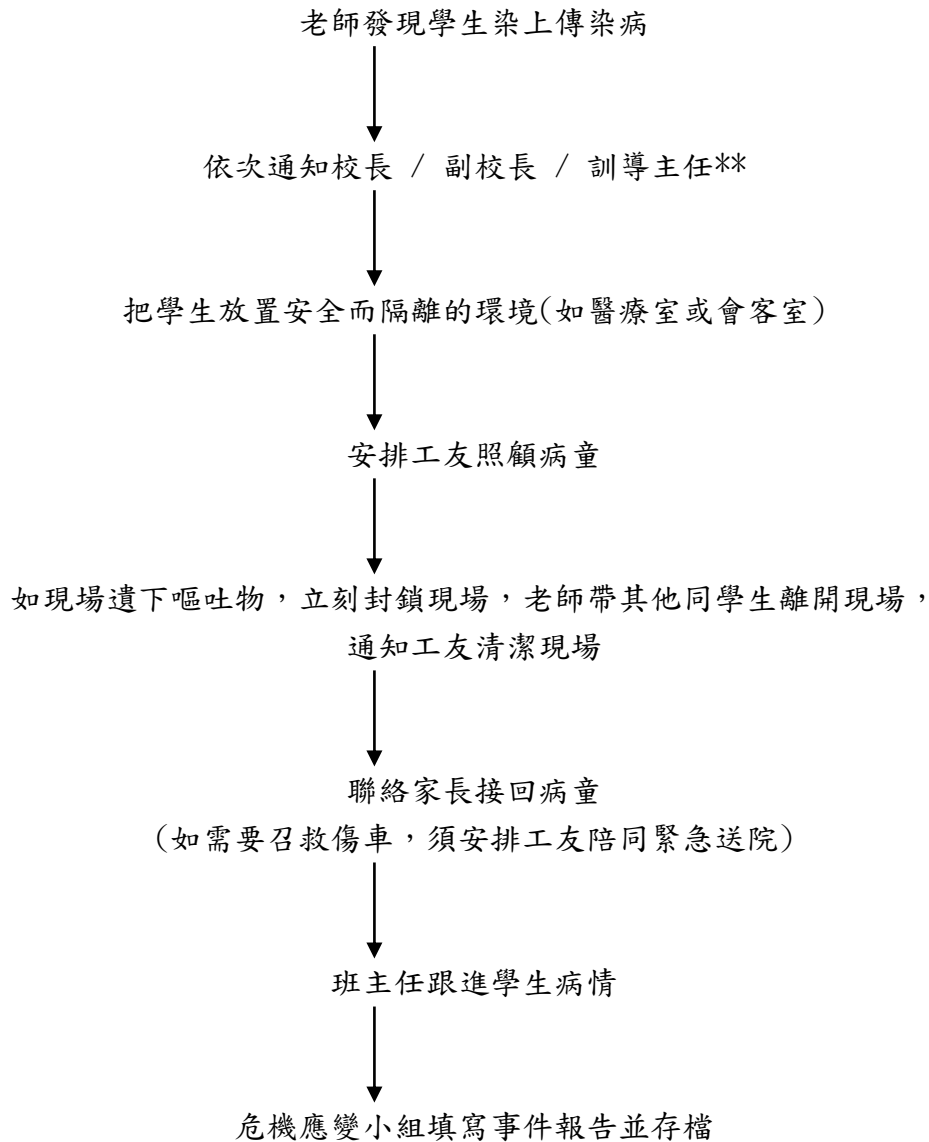 老師發現學生染上傳染病
依次通知校長 / 副校長 / 訓導主任**
把學生放置安全而隔離的環境(如醫療室或會客室)
安排工友照顧病童
如現場遺下嘔吐物，立刻封鎖現場，老師帶其他同學生離開現場，
通知工友清潔現場
聯絡家長接回病童
(如需要召救傷車，須安排工友陪同緊急送院)
班主任跟進學生病情
危機應變小組填寫事件報告並存檔